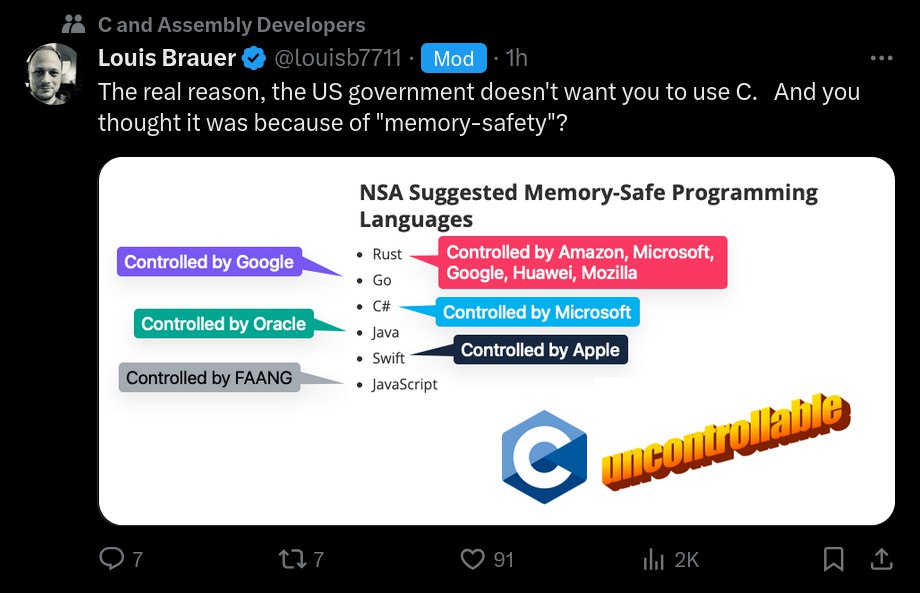 C and Assembly Developers
Louis Brauer @louisb7711 · Mod · 1h
The real reason, the US government doesn't want you to use C. And you
thought it was because of "memory-safety"?
NSA Suggested Memory-Safe Programming
Languages
Rust
Controlled by Amazon, Microsoft,
Google, Huawei, Mozilla
Controlled by Google
Go
C#
Controlled by Microsoft
Controlled by Oracle
Java
Swift
Controlled by Apple
Controlled by FAANG
JavaScript
C
uncontrollable
7 7 91 2K